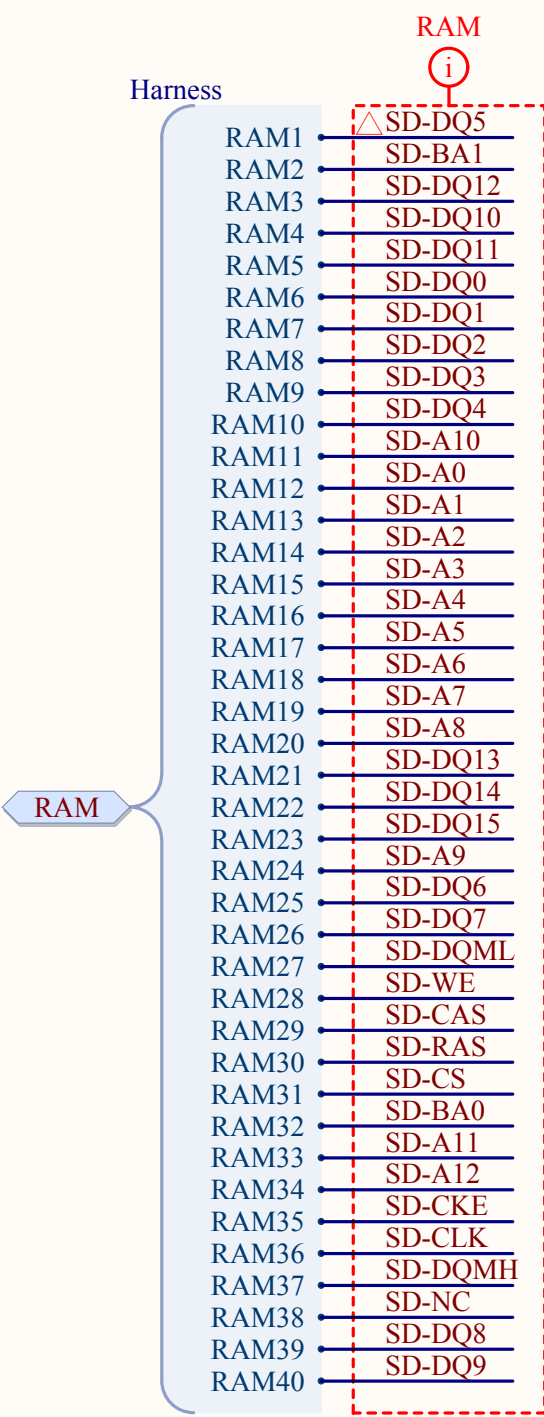 RAM
i
Harness
RAM1 SD-DQ5
RAM2 SD-BA1
RAM3 SD-DQ12
RAM4 SD-DQ10
RAM5 SD-DQ11
RAM6 SD-DQ0
RAM7 SD-DQ1
RAM8 SD-DQ2
RAM9 SD-DQ3
RAM10 SD-DQ4
RAM11 SD-A10
RAM12 SD-A0
RAM13 SD-A1
RAM14 SD-A2
RAM15 SD-A3
RAM16 SD-A4
RAM17 SD-A5
RAM18 SD-A6
RAM19 SD-A7
RAM20 SD-A8
RAM21 SD-DQ13
RAM22 SD-DQ14
RAM RAM23 SD-DQ15
RAM24 SD-A9
RAM25 SD-DQ6
RAM26 SD-DQ7
RAM27 SD-DQML
RAM28 SD-WE
RAM29 SD-CAS
RAM30 SD-RAS
RAM31 SD-CS
RAM32 SD-BA0
RAM33 SD-A11
RAM34 SD-A12
RAM35 SD-CKE
RAM36 SD-CLK
RAM37 SD-DQMH
RAM38 SD-NC
RAM39 SD-DQ8
RAM40 SD-DQ9